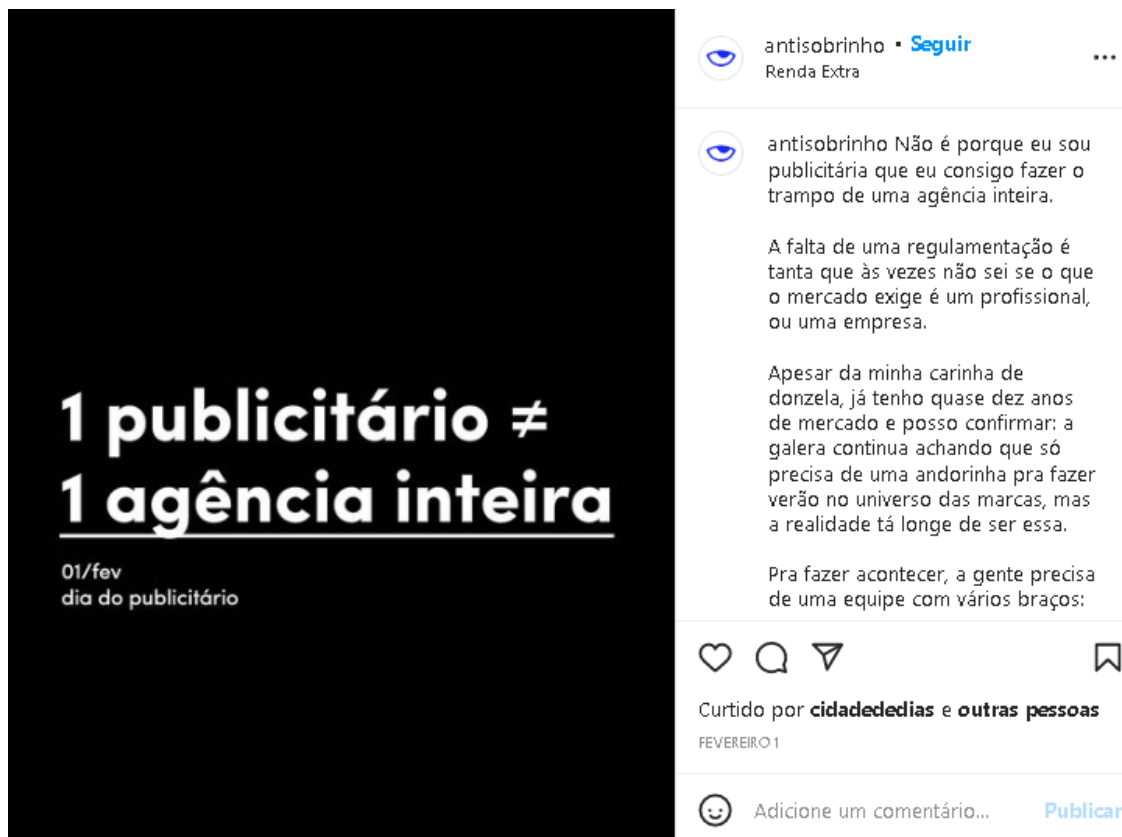 1 publicitário ≠
1 agência inteira
01/fev
dia do publicitário
antisobrinho • Seguir
Renda Extra
antisobrinho Não é porque eu sou
publicitária que eu consigo fazer o
trampo de uma agência inteira.
A falta de uma regulamentação é
tanta que às vezes não sei se o que
o mercado exige é um profissional,
ou uma empresa.
Apesar da minha carinha de
donzela, já tenho quase dez anos
de mercado e posso confirmar: a
galera continua achando que só
precisa de uma andorinha pra fazer
verão no universo das marcas, mas
a realidade tá longe de ser essa.
Pra fazer acontecer, a gente precisa
de uma equipe com vários braços:
Curtido por cidadededias e outras pessoas
FEVEREIRO 1
Adicione um comentário... Publicar